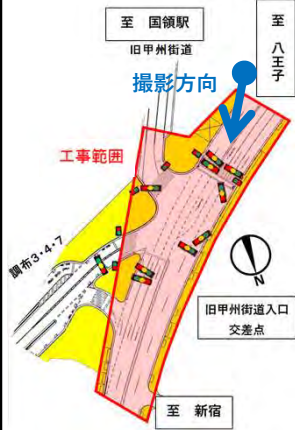 至 国領駅
旧甲州街道
至 八王子
撮影方向
工事範囲
調布3・4・7
N
旧甲州街道入口
交差点
至 新宿